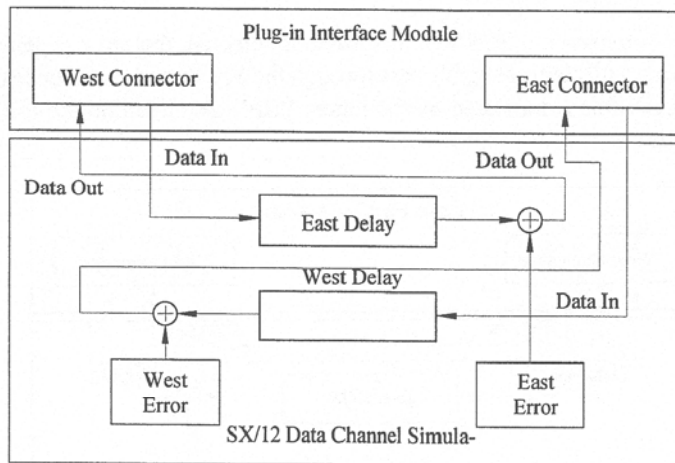 Plug-in Interface Module
West Connector
East Connector
Data In
Data Out
Data Out
East Delay
West Delay
Data In
West
Error
East
Error
SX/12 Data Channel Simula-